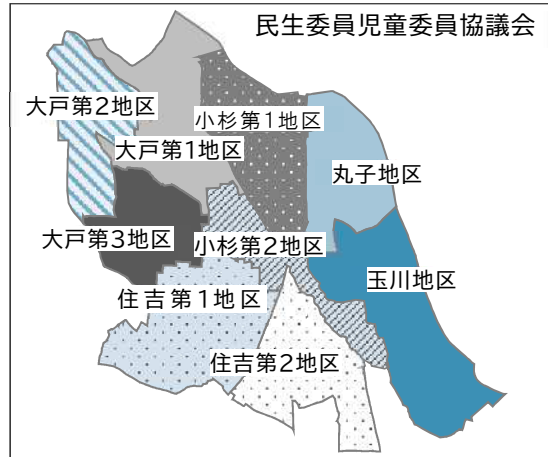 民生委員児童委員協議会
大戸第2地区
小杉第1地区
大戸第1地区
丸子地区
大戸第3地区
小杉第2地区
玉川地区
住吉第1地区
住吉第2地区